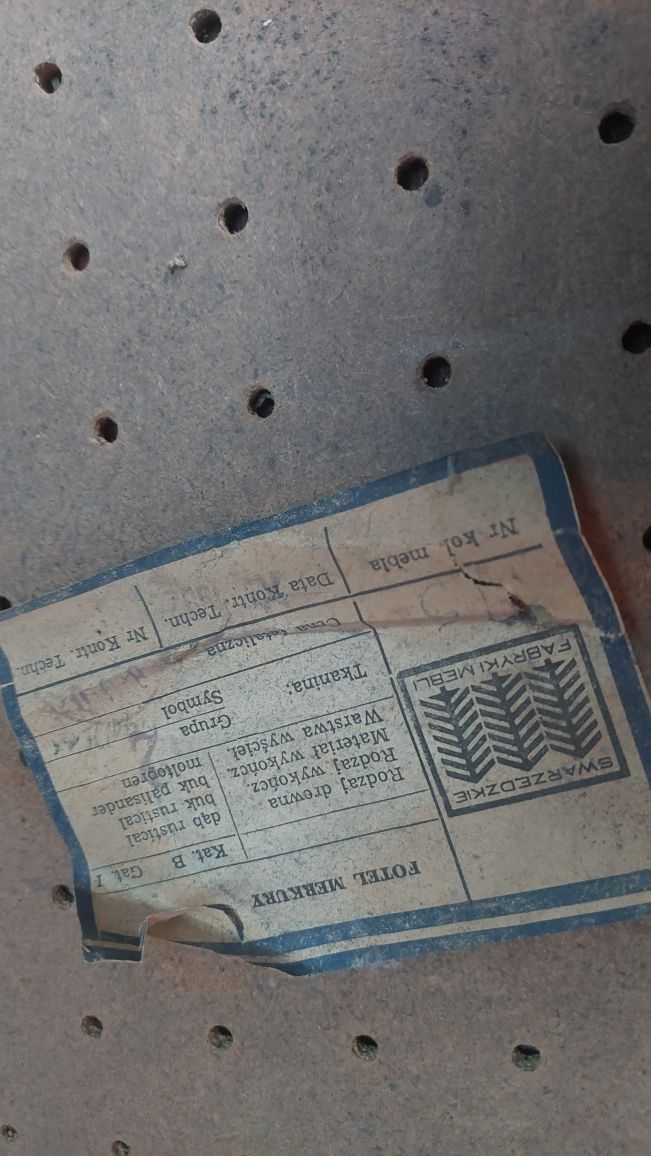 FOTEL MERKURY
Kat. B Gat. I
Rodzaj drewna dąb rustical
Rodzaj wykończ. buk rustical
Materiał wykończ. buk palisander
Warstwa wyścieł. moltopren
Tkanina: Grupa
Symbol
Cena detaliczna
Nr kol. mebla Data Kontr. Techn. Nr Kontr. Techn.
SWARZĘDZKIE
FABRYKI MEBLI